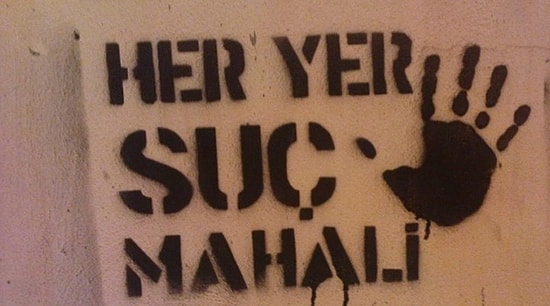 HER YER
SUÇ
MAHALİ